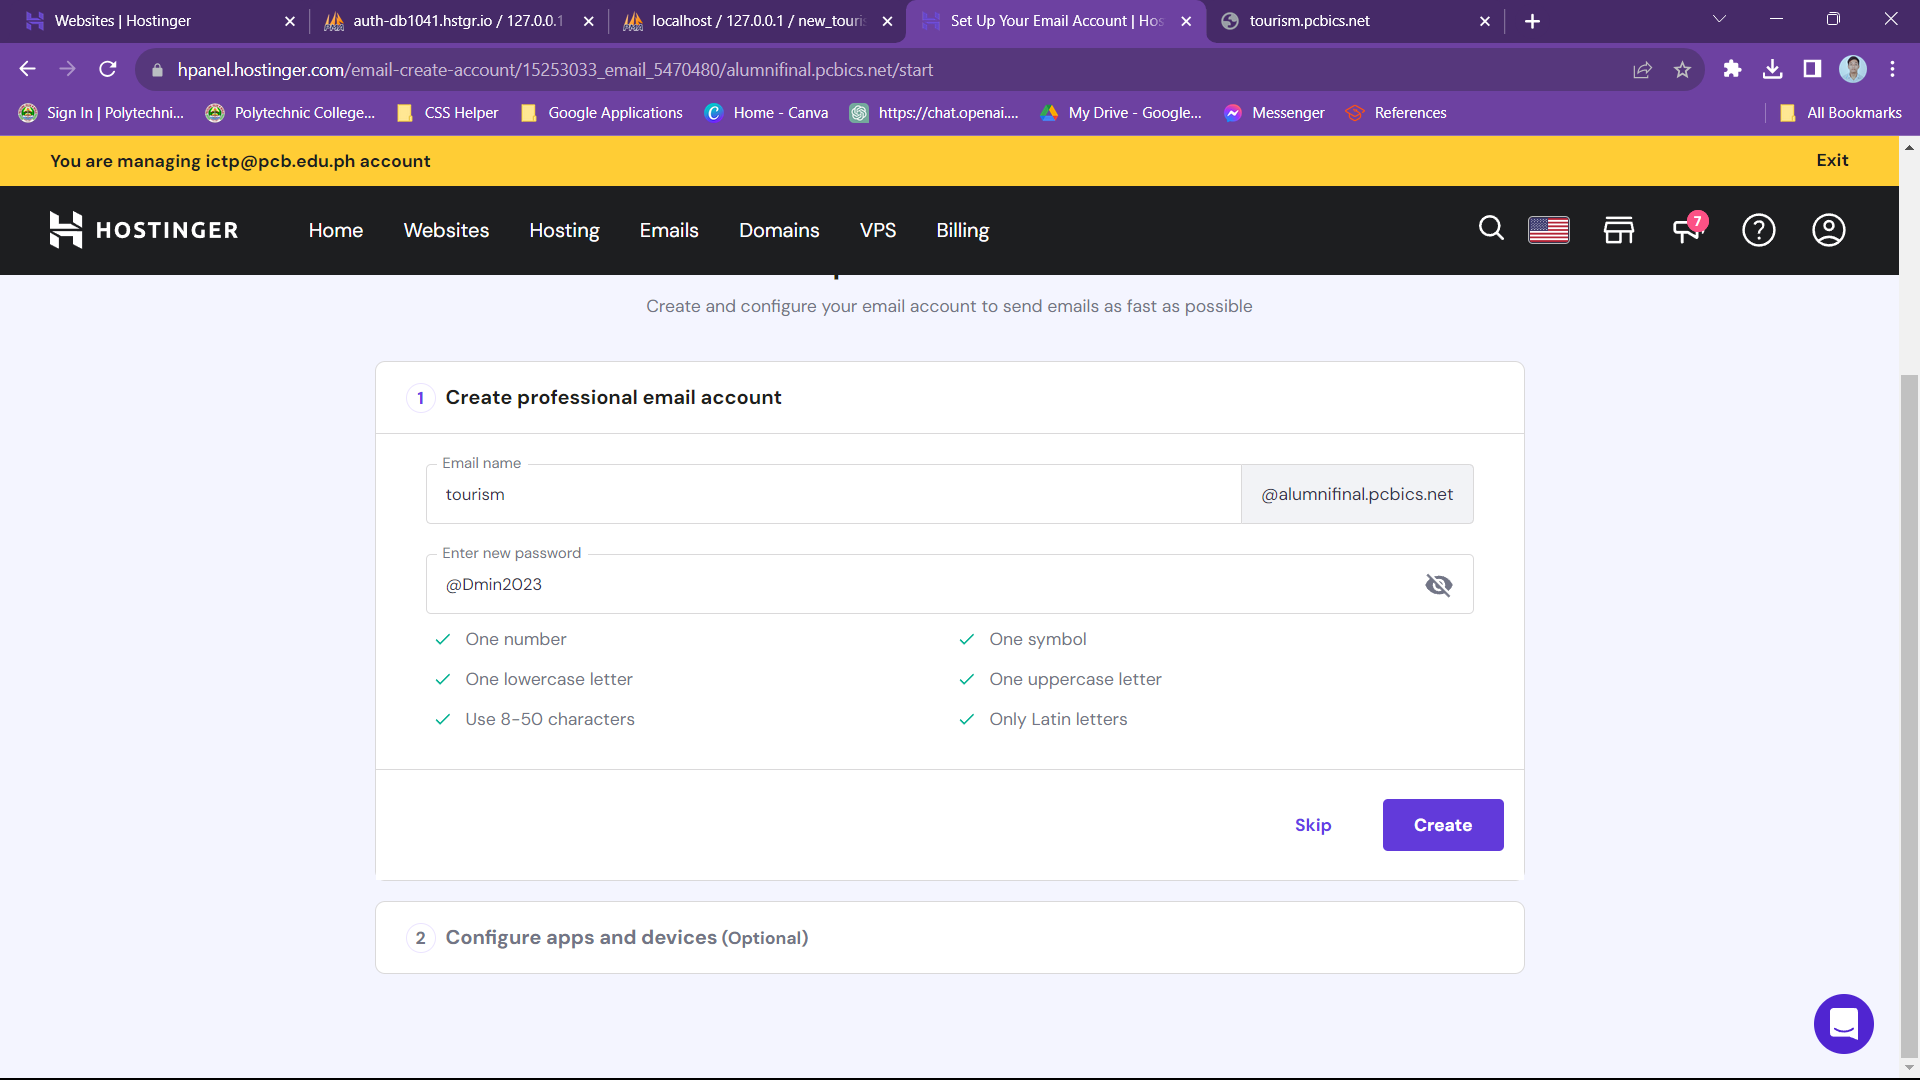 Websites | Hostinger
auth-db1041.hstgr.io / 127.0.0.1
localhost / 127.0.0.1 / new_touris
Set Up Your Email Account | Hos
tourism.pcbics.net
hpanel.hostinger.com/email-create-account/15253033_email_5470480/alumnifinal.pcbics.net/start
Sign In | Polytechni...
Polytechnic College...
CSS Helper
Google Applications
Home - Canva
https://chat.openai....
My Drive - Google...
Messenger
References
All Bookmarks
You are managing ictp@pcb.edu.ph account
Exit
HOSTINGER
Home
Websites
Hosting
Emails
Domains
VPS
Billing
7
Create and configure your email account to send emails as fast as possible
1 Create professional email account
Email name
tourism
@alumnifinal.pcbics.net
Enter new password
@Dmin2023
One number
One symbol
One lowercase letter
One uppercase letter
Use 8-50 characters
Only Latin letters
Skip
Create
2 Configure apps and devices (Optional)